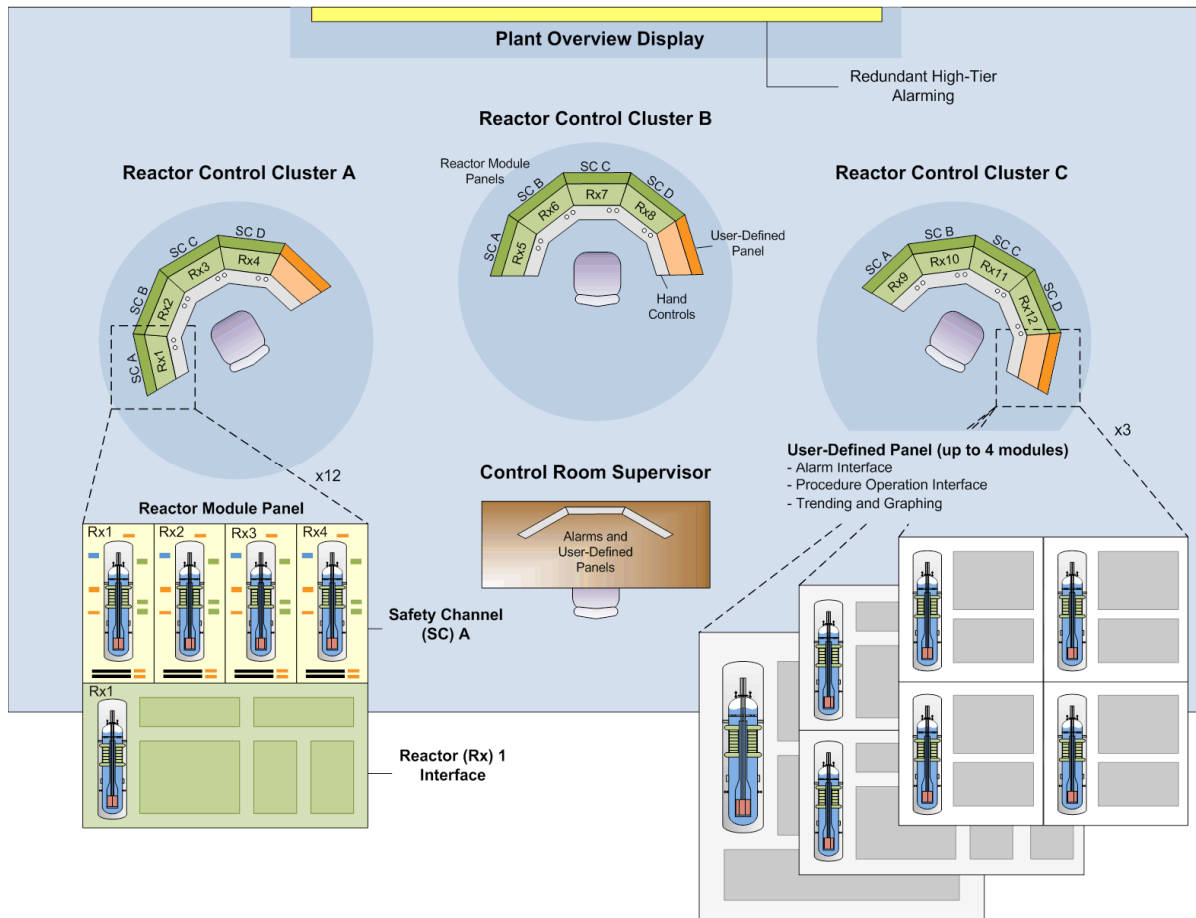 Plant Overview Display
Redundant High-Tier
Alarming
Reactor Control Cluster B
Reactor Control Cluster A
Reactor Control Cluster C
SC A
SC B
SC C
SC D
Rx1
Rx2
Rx3
Rx4
Reactor Module
Panels
SC A
SC B
SC C
SC D
Rx5
Rx6
Rx7
Rx8
User-Defined
Panel
Hand
Controls
SC A
SC B
SC C
SC D
Rx9
Rx10
Rx11
Rx12
x12
x3
Control Room Supervisor
Alarms and
User-Defined
Panels
User-Defined Panel (up to 4 modules)
- Alarm Interface
- Procedure Operation Interface
- Trending and Graphing
Reactor Module Panel
Rx1
Rx2
Rx3
Rx4
Safety Channel
(SC) A
Rx1
Reactor (Rx) 1
Interface